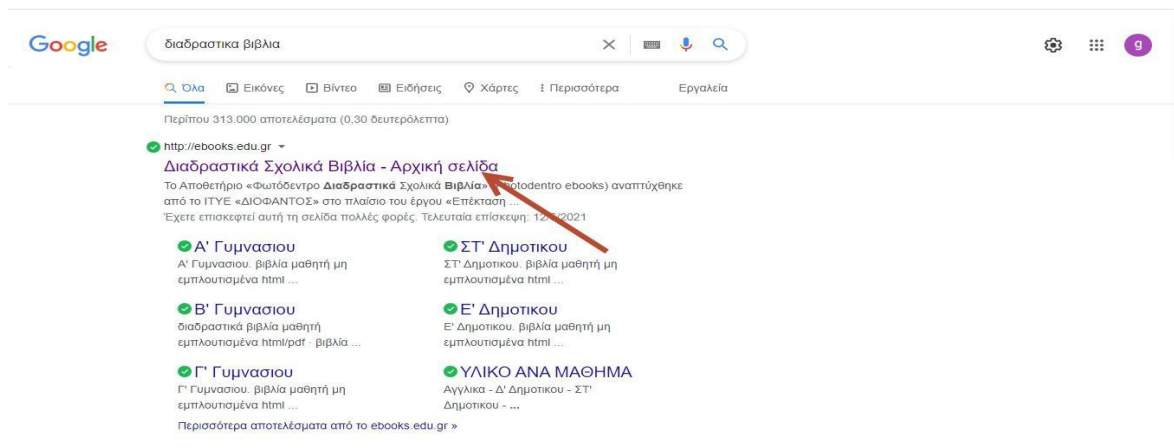 Google
διαδραστικα βιβλια
Όλα Εικόνες Βίντεο Ειδήσεις Χάρτες Περισσότερα Εργαλεία
g
Περίπου 313.000 αποτελέσματα (0,30 δευτερόλεπτα)
http://ebooks.edu.gr
Διαδραστικά Σχολικά Βιβλία - Αρχική σελίδα
Το Αποθετήριο «Φωτόδεντρο Διαδραστικά Σχολικά Βιβλία» ebooks) αναπτύχθηκε
από το ΙΤΥΕ «ΔΙΟΦΑΝΤΟΣ» στο πλαίσιο του έργου «Επέκταση ...
Έχετε επισκεφτεί αυτή τη σελίδα πολλές φορές. Τελευταία επίσκεψη:
Α' Γυμνασιου
Α' Γυμνασιου. βιβλία μαθητή μη
εμπλουτισμένα html ...
ΣΤ' Δημοτικου
ΣΤ' Δημοτικου. βιβλία μαθητή μη
εμπλουτισμένα html ...
Β' Γυμνασιου
διαδραστικά βιβλία μαθητή
εμπλουτισμένα html/pdf · βιβλία ...
Ε' Δημοτικου
Ε' Δημοτικου. βιβλία μαθητή μη
εμπλουτισμένα html ...
Γ' Γυμνασιου
Γ' Γυμνασιου. βιβλία μαθητή μη
εμπλουτισμένα html ...
ΥΛΙΚΟ ΑΝΑ ΜΑΘΗΜΑ
Αγγλικα - Δ' Δημοτικου - ΣΤ'
Δημοτικου - ...
Περισσότερα αποτελέσματα από το ebooks.edu.gr »